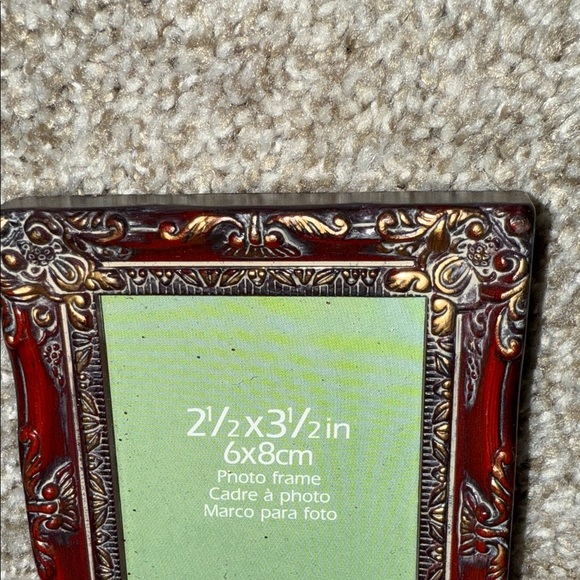 2½x3½in
6x8cm
Photo frame
Cadre à photo
Marco para foto